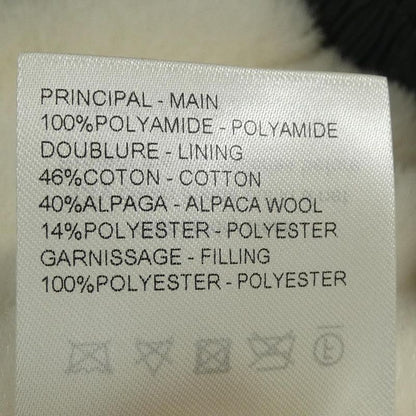 PRINCIPAL - MAIN
100%POLYAMIDE - POLYAMIDE
DOUBLURE - LINING
46%COTON - COTTON
40%ALPAGA - ALPACA WOOL
14%POLYESTER - POLYESTER
GARNISSAGE - FILLING
100%POLYESTER - POLYESTER